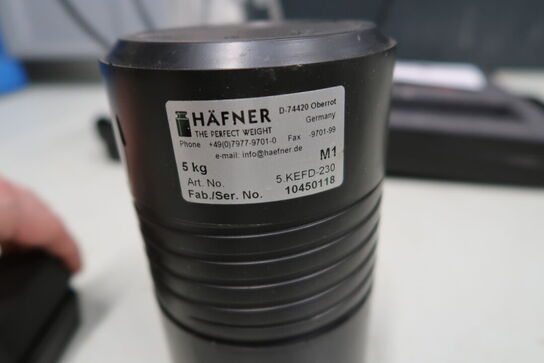 HÄFNER D-74420 Oberrot
THE PERFECT WEIGHT Germany
Phone +49(0)7977-9701-0 Fax -9701-99
e-mail: info@haefner.de
5 kg M1
Art. No. 5.KEFD-230
Fab./Ser. No. 10450118